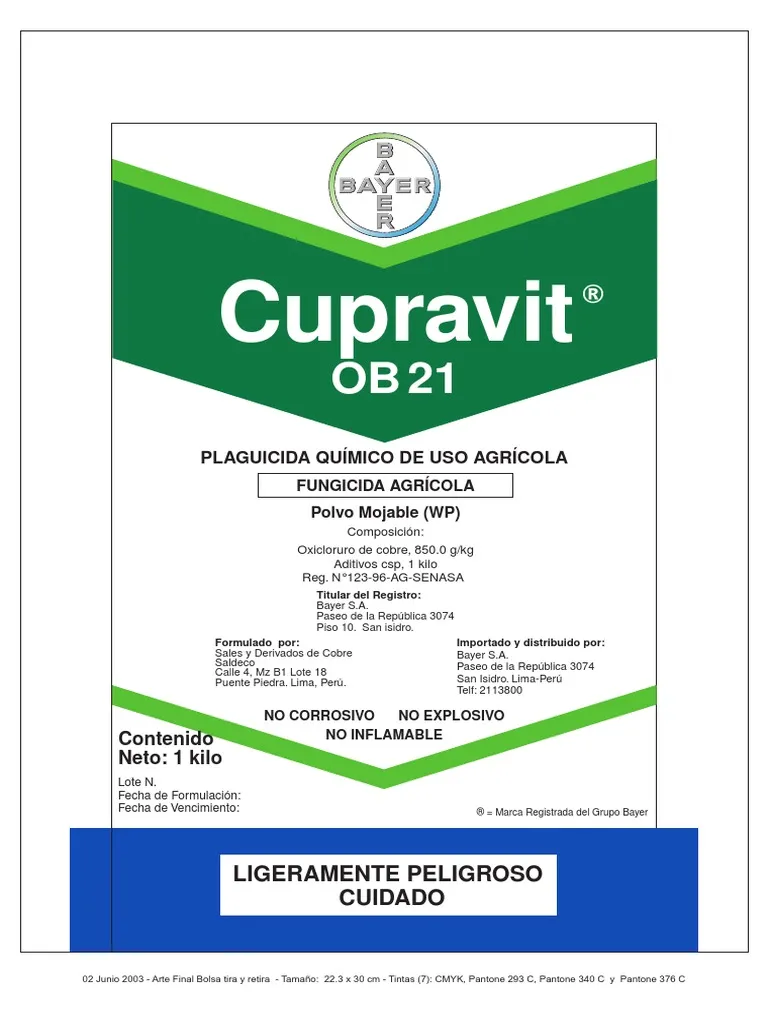 BAYER
BAYER
Cupravit®
OB 21
PLAGUICIDA QUÍMICO DE USO AGRÍCOLA
FUNGICIDA AGRÍCOLA
Polvo Mojable (WP)
Composición:
Oxicloruro de cobre, 850.0 g/kg
Aditivos csp, 1 kilo
Reg. N°123-96-AG-SENASA
Titular del Registro:
Bayer S.A.
Paseo de la República 3074
Piso 10. San isidro.
Formulado por:
Sales y Derivados de Cobre
Saldeco
Calle 4, Mz B1 Lote 18
Puente Piedra. Lima, Perú.
Importado y distribuido por:
Bayer S.A.
Paseo de la República 3074
San Isidro. Lima-Perú
Telf: 2113800
NO CORROSIVO NO EXPLOSIVO
NO INFLAMABLE
Contenido
Neto: 1 kilo
Lote N.
Fecha de Formulación:
Fecha de Vencimiento:
® = Marca Registrada del Grupo Bayer
LIGERAMENTE PELIGROSO
CUIDADO
02 Junio 2003 - Arte Final Bolsa tira y retira - Tamaño: 22.3 x 30 cm - Tintas (7): CMYK, Pantone 293 C, Pantone 340 C y Pantone 376 C